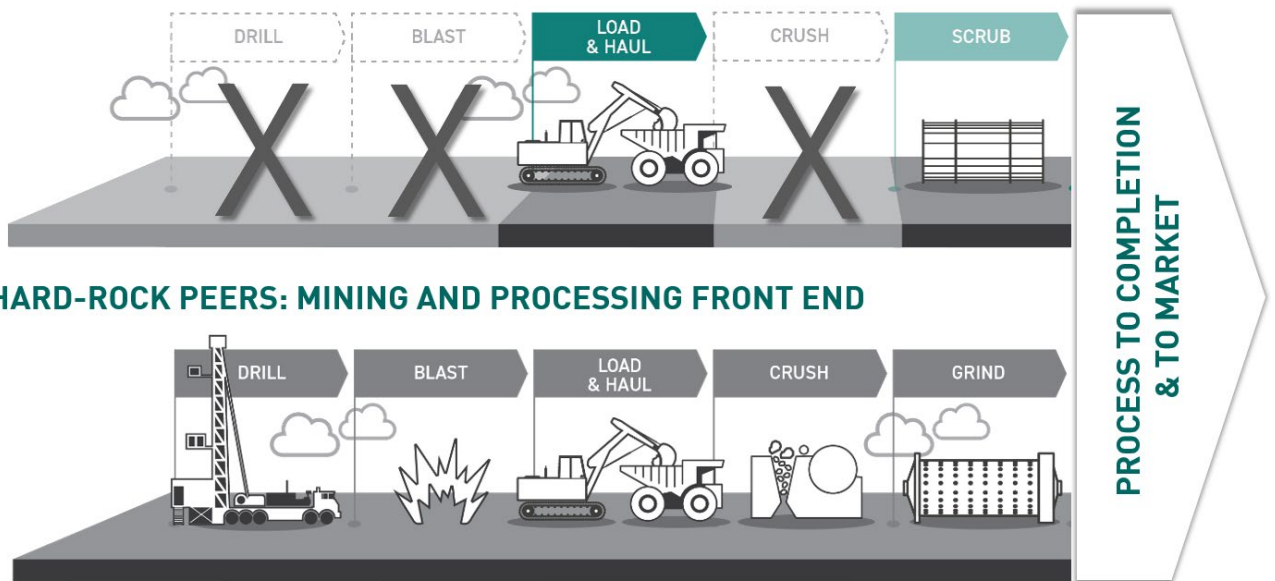 DRILL
BLAST
LOAD
& HAUL
CRUSH
SCRUB
HARD-ROCK PEERS: MINING AND PROCESSING FRONT END
DRILL
BLAST
LOAD
& HAUL
CRUSH
GRIND
PROCESS TO COMPLETION
& TO MARKET